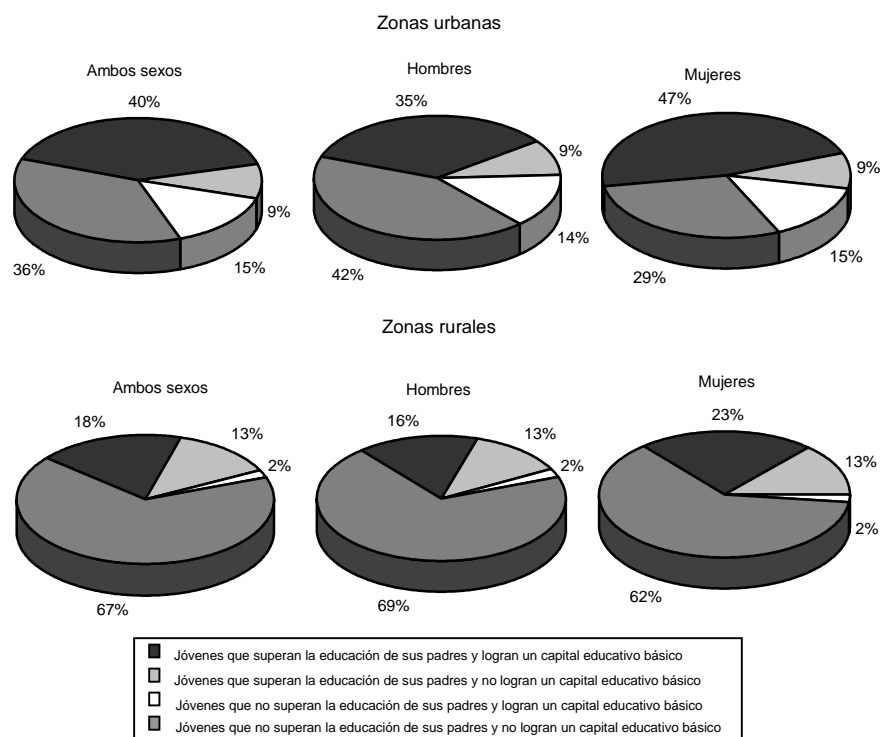 Zonas urbanas
Ambos sexos
Hombres
Mujeres
40%
35%
47%
9%
9%
9%
15%
14%
15%
36%
42%
29%
Zonas rurales
Ambos sexos
Hombres
Mujeres
18%
13%
16%
13%
23%
13%
2%
2%
2%
67%
69%
62%
Jóvenes que superan la educación de sus padres y logran un capital educativo básico
Jóvenes que superan la educación de sus padres y no logran un capital educativo básico
Jóvenes que no superan la educación de sus padres y logran un capital educativo básico
Jóvenes que no superan la educación de sus padres y no logran un capital educativo básico